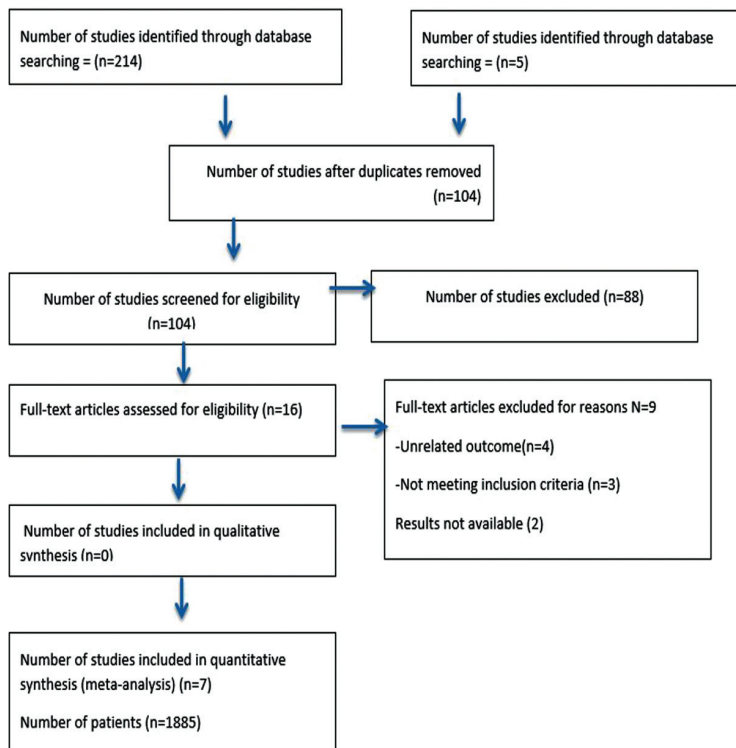 Number of studies identified through database
searching = (n=214)
Number of studies identified through database
searching = (n=5)
Number of studies after duplicates removed
(n=104)
Number of studies screened for eligibility
(n=104)
Number of studies excluded (n=88)
Full-text articles assessed for eligibility (n=16)
Full-text articles excluded for reasons N=9
-Unrelated outcome(n=4)
-Not meeting inclusion criteria (n=3)
Results not available (2)
Number of studies included in qualitative
synthesis (n=0)
Number of studies included in quantitative
synthesis (meta-analysis) (n=7)
Number of patients (n=1885)